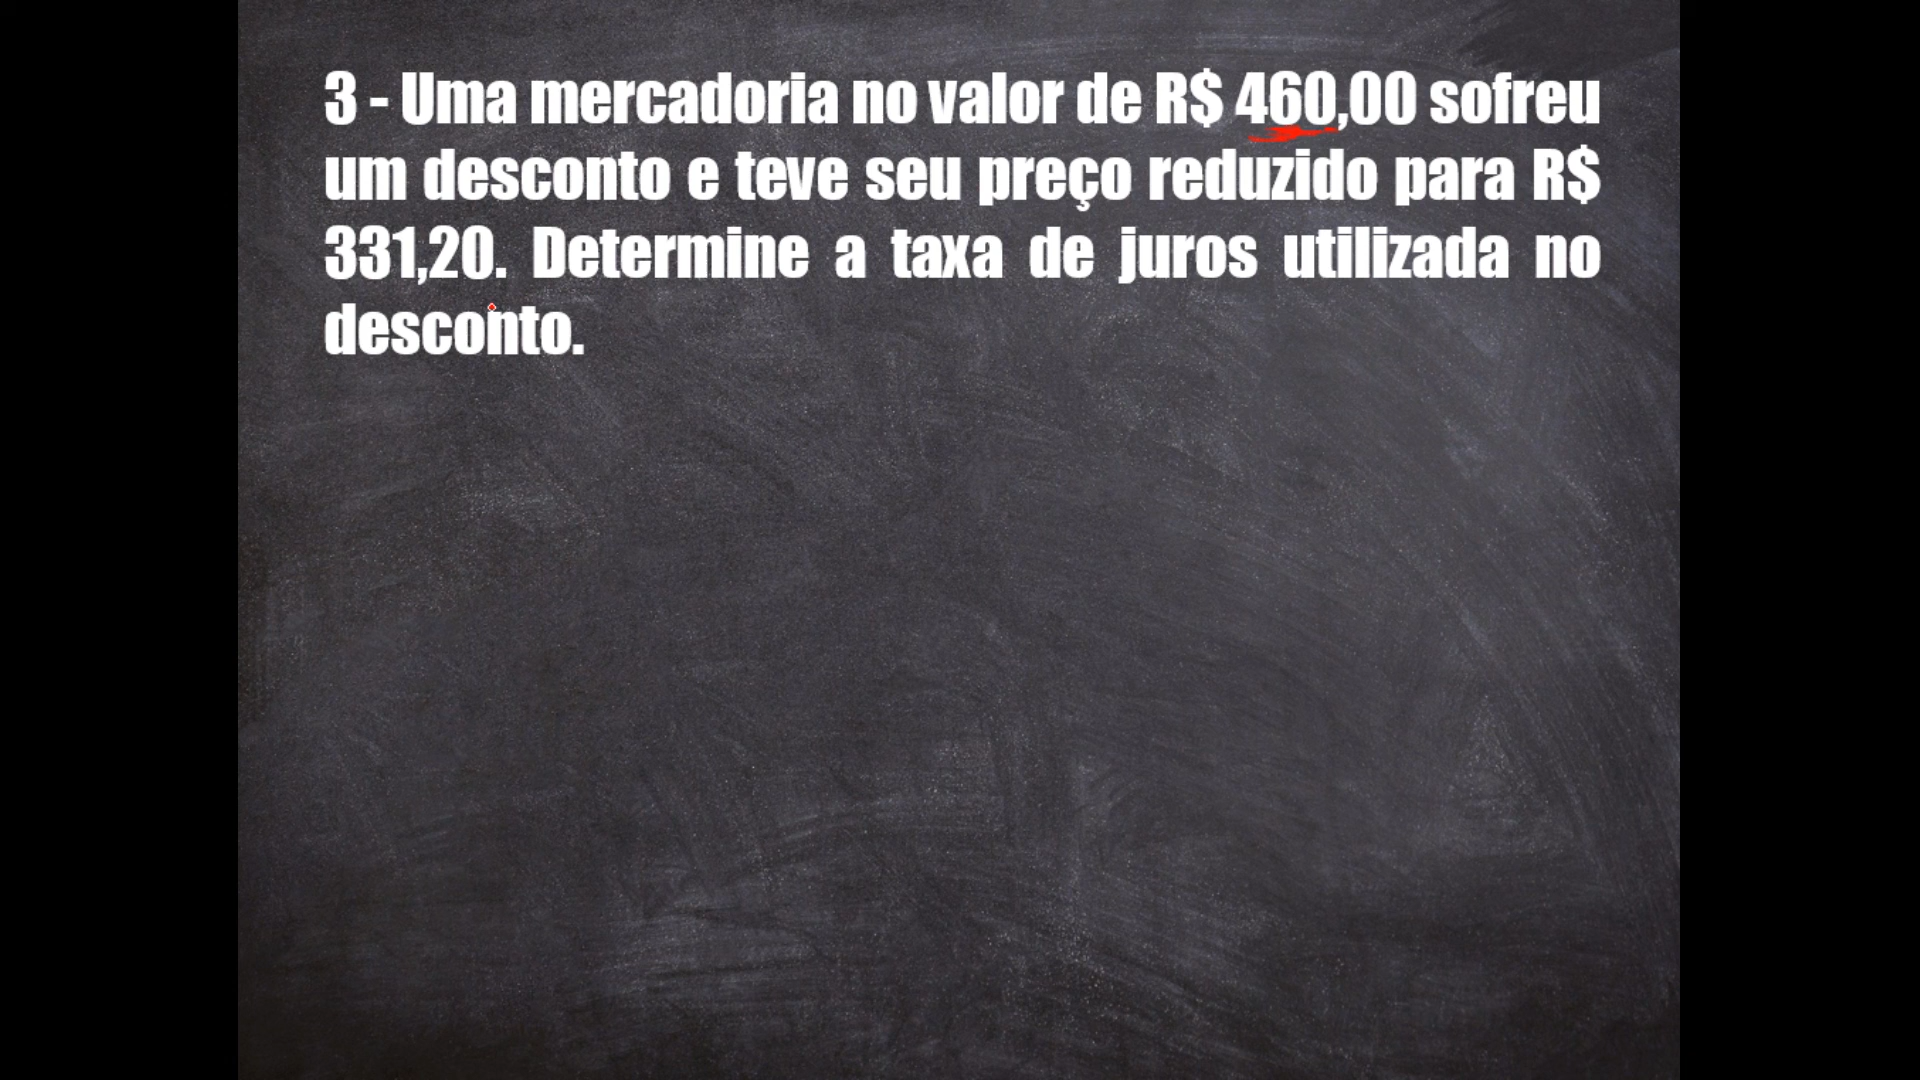 3 - Uma mercadoria no valor de R$ 460,00 sofreu
um desconto e teve seu preço reduzido para R$
331,20. Determine a taxa de juros utilizada no
desconto.